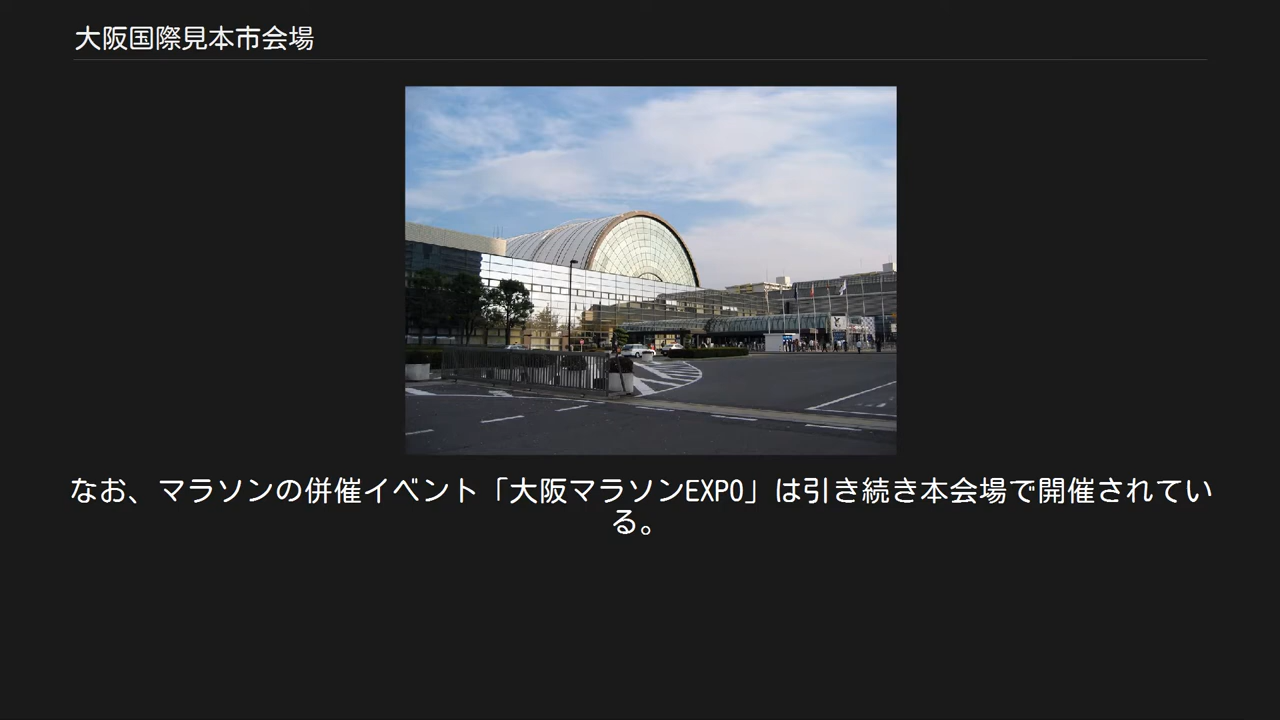 大阪国際見本市会場
なお、マラソンの併催イベント「大阪マラソンEXPO」は引き続き本会場で開催されてい
る。